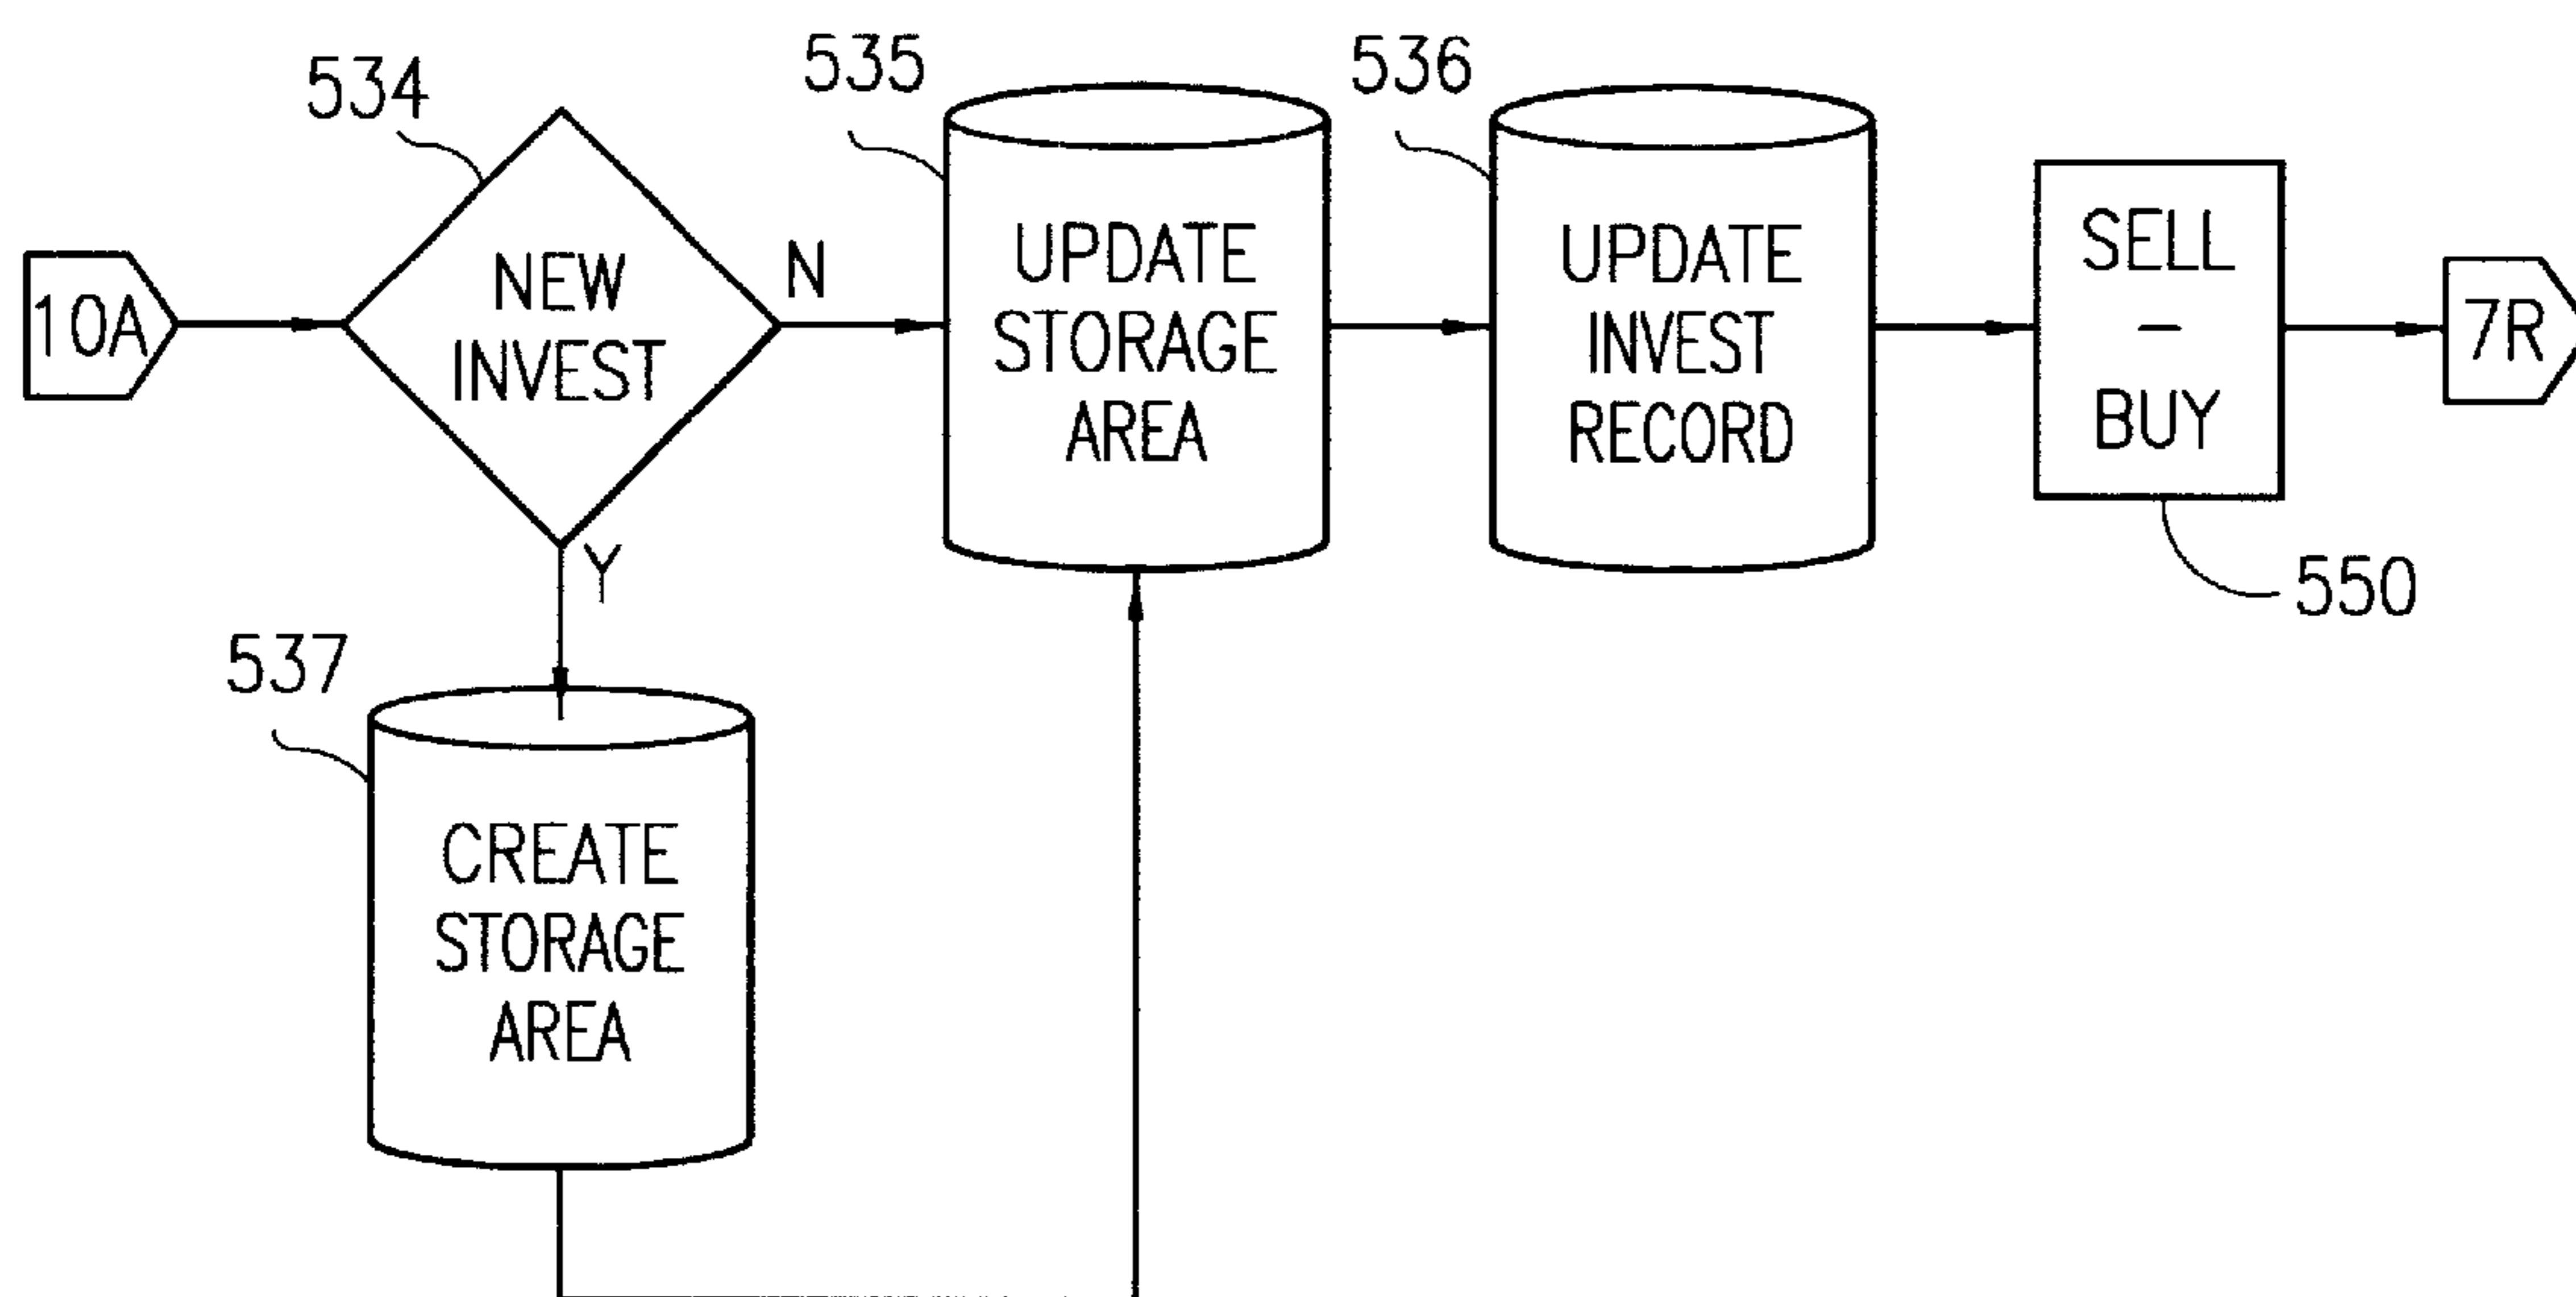 534
535
536
10A
NEW
INVEST
N
Y
UPDATE
STORAGE
AREA
UPDATE
INVEST
RECORD
SELL
-
BUY
7R
550
537
CREATE
STORAGE
AREA